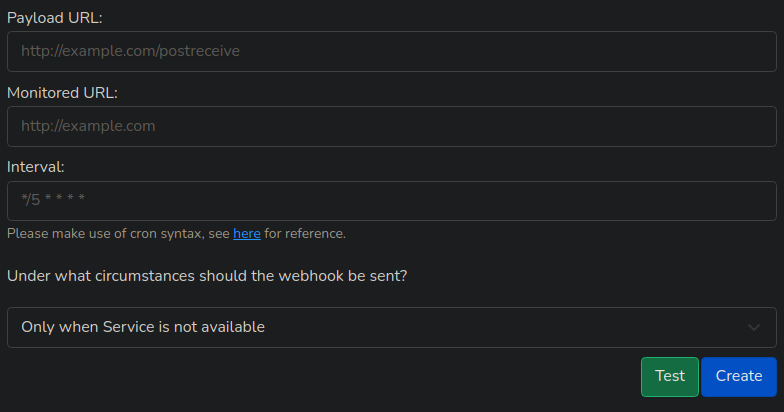 Payload URL:
http://example.com/postreceive
Monitored URL:
http://example.com
Interval:
*/5 * * * *
Please make use of cron syntax, see here for reference.
Under what circumstances should the webhook be sent?
Only when Service is not available
Test Create